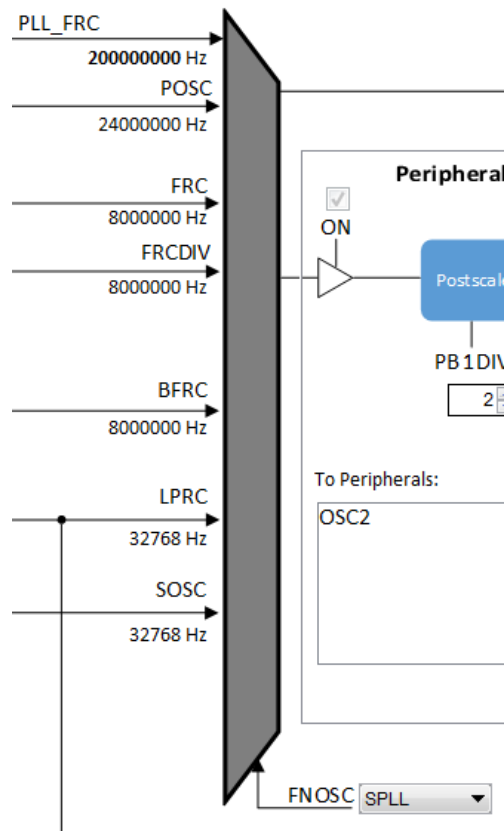 PLL_FRC
200000000 Hz
POSC
24000000 Hz
FRC
8000000 Hz
FRCDIV
8000000 Hz
BFRC
8000000 Hz
LPRC
32768 Hz
SOSC
32768 Hz
Peripheral
ON
Postscale
PB1DIV
2
To Peripherals:
OSC2
FNOSC SPLL